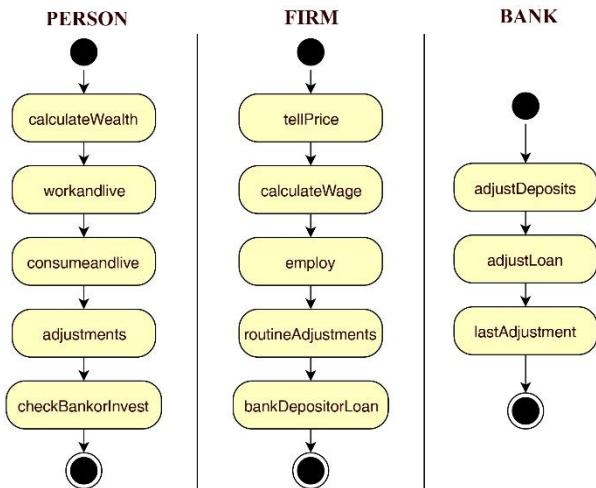 PERSON
calculateWealth
workandlive
consumeandlive
adjustments
checkBankorInvest
FIRM
tellPrice
calculateWage
employ
routineAdjustments
bankDepositorLoan
BANK
adjustDeposits
adjustLoan
lastAdjustment